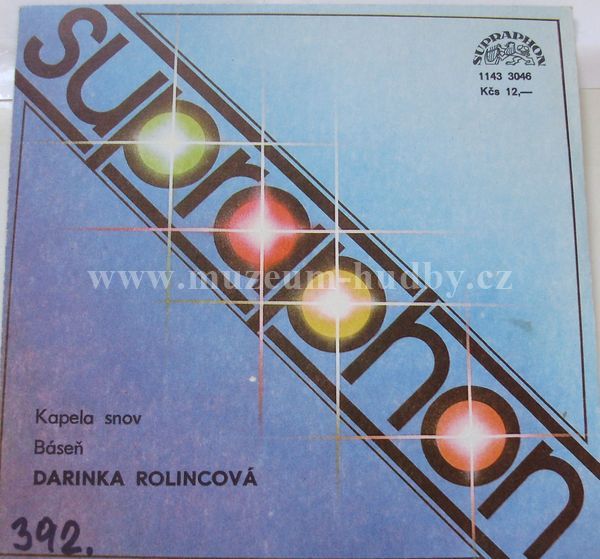 SUPRAPHON
1143 3046
Kčs 12,—
supraphon
www.muzeum-hudby.cz
Kapela snov
Báseň
DARINKA ROLINCOVÁ
392.